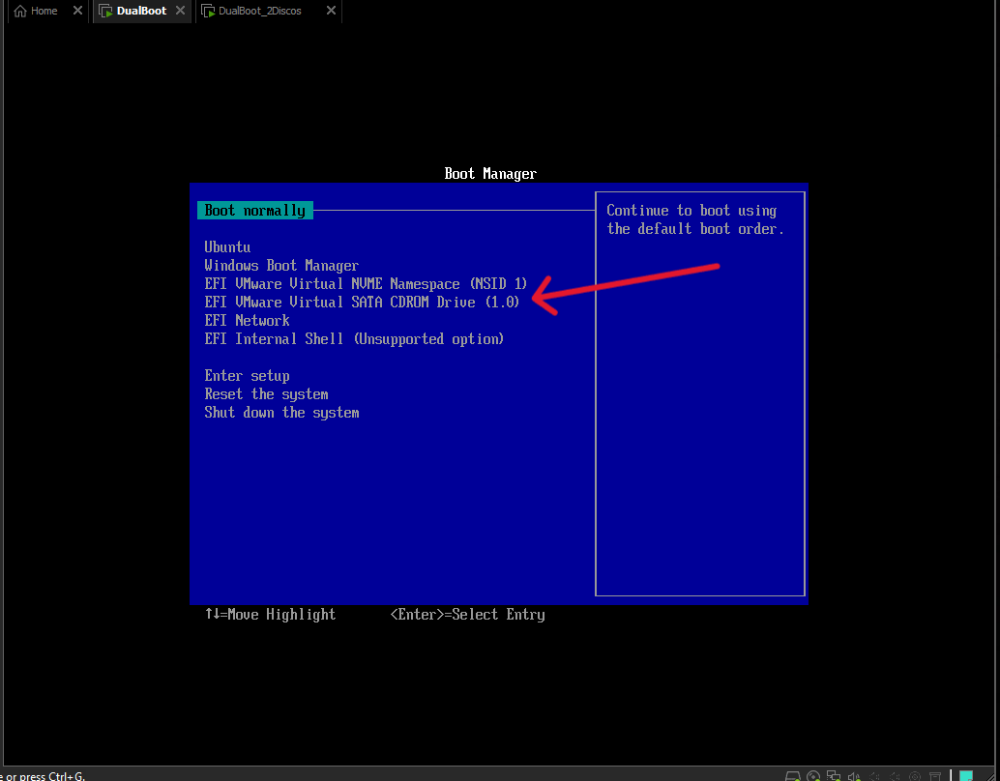 Home
DualBoot
DualBoot_2Discos
Boot Manager
Boot normally
Ubuntu
Windows Boot Manager
EFI VMware Virtual NVME Namespace (NSID 1)
EFI VMware Virtual SATA CDROM Drive (1.0)
EFI Network
EFI Internal Shell (Unsupported option)
Enter setup
Reset the system
Shut down the system
Continue to boot using
the default boot order.
↑↓=Move Highlight
<Enter>=Select Entry
e or press Ctrl+G.